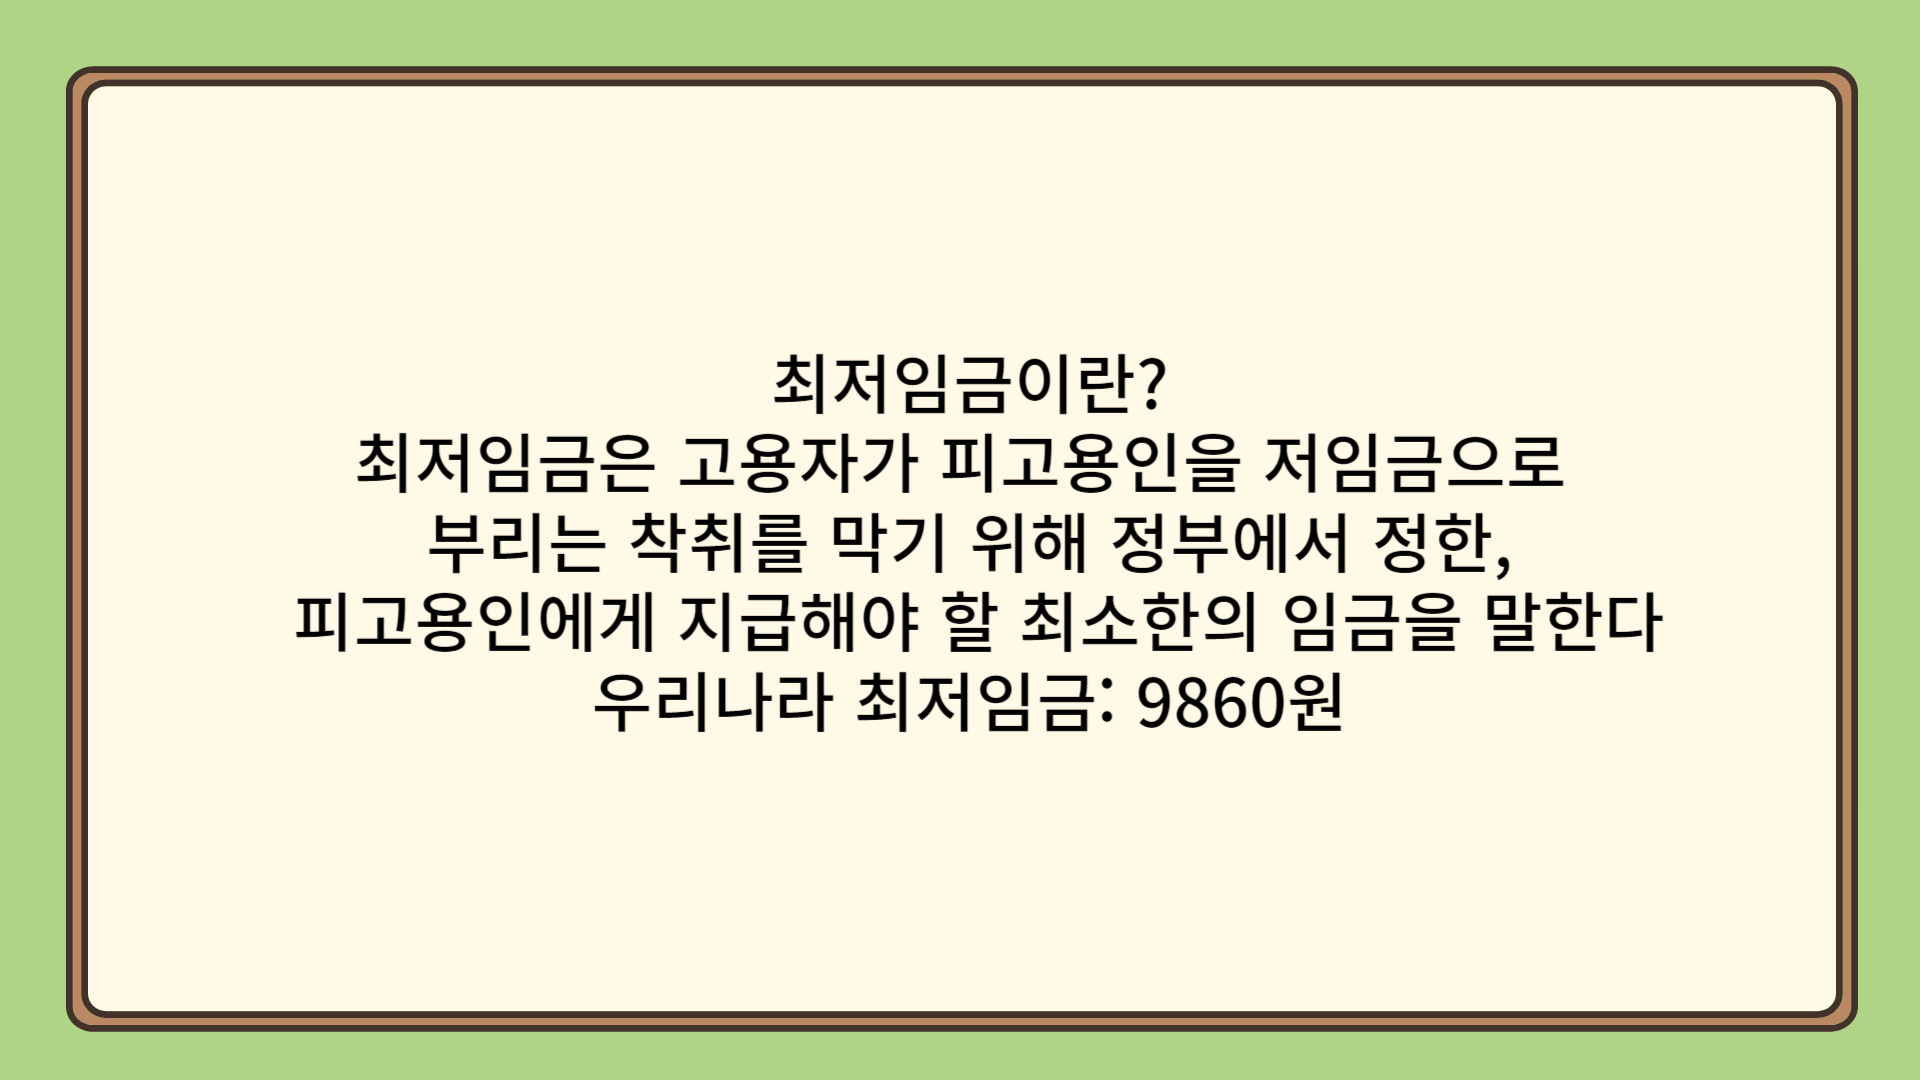 최저임금이란?
최저임금은 고용자가 피고용인을 저임금으로
부리는 착취를 막기 위해 정부에서 정한,
피고용인에게 지급해야 할 최소한의 임금을 말한다
우리나라 최저임금: 9860원